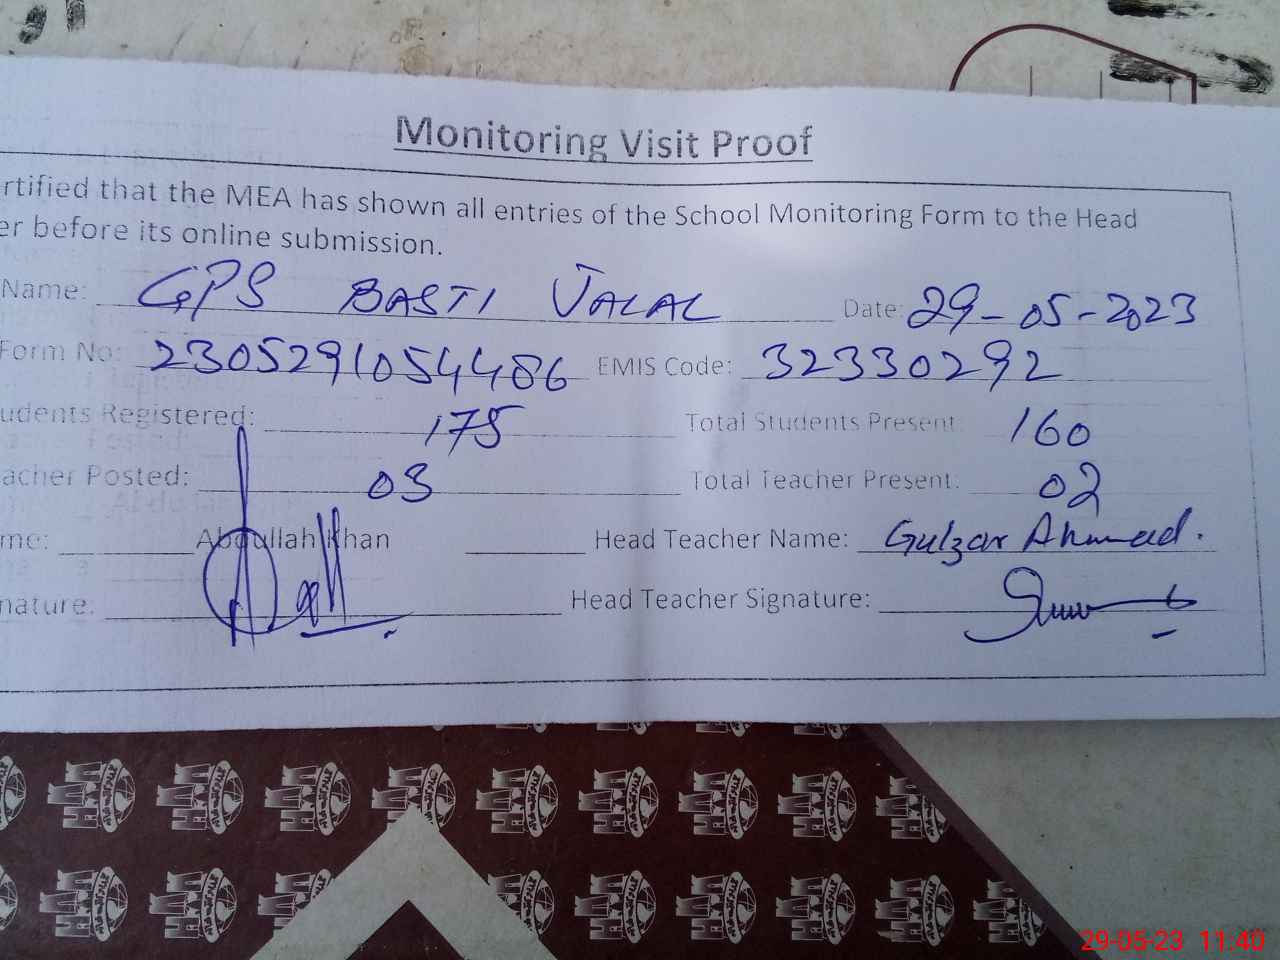 Monitoring Visit Proof
rtified that the MEA has shown all entries of the School Monitoring Form to the Head
er before its online submission.
Name: GPS BASTI JALAL Date: 29-05-2023
Form No: 23052910544486 EMIS Code: 32330292
udents Registered: 175 Total Students Present: 160
acher Posted: 03 Total Teacher Present: 02
me: Abdullah Khan Head Teacher Name: Gulzar Ahmad.
nature: Head Teacher Signature:
29-05-23 11:40